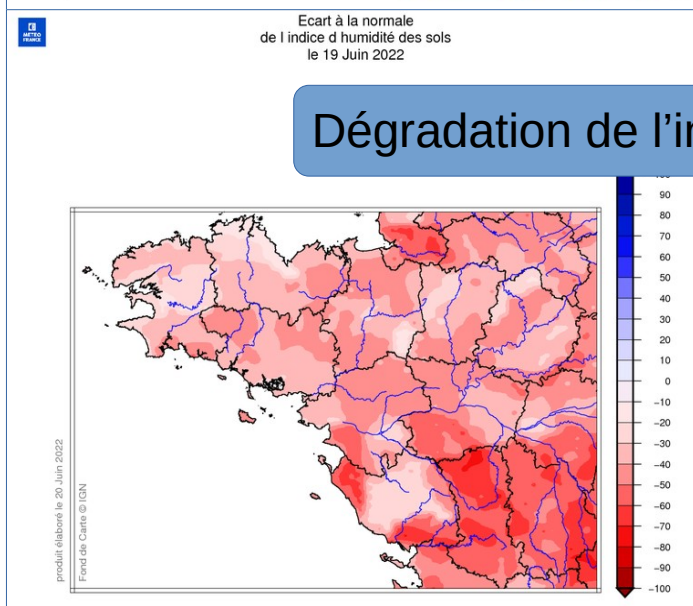 METEO
FRANCE
Ecart à la normale
de l indice d humidité des sols
le 19 Juin 2022
Dégradation de l'i
90
80
70
60
50
40
30
20
10
0
−10
−20
−30
−40
−50
−60
−70
−80
−90
−100
produit élaboré le 20 Juin 2022
Fond de Carte © IGN